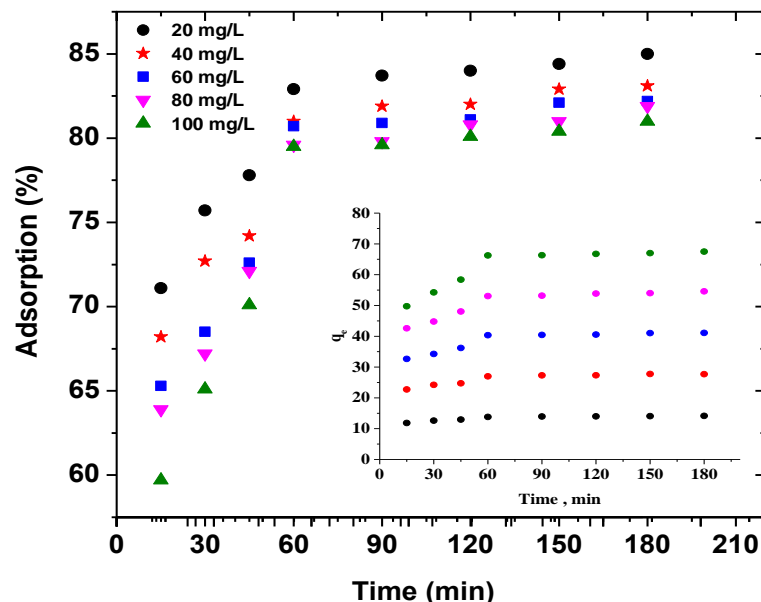 20 mg/L
40 mg/L
60 mg/L
80 mg/L
100 mg/L
Adsorption (%)
85
80
75
70
65
60
0 30 60 90 120 150 180 210
Time (min)
qe
80
70
60
50
40
30
20
10
0
0 30 60 90 120 150 180
Time , min